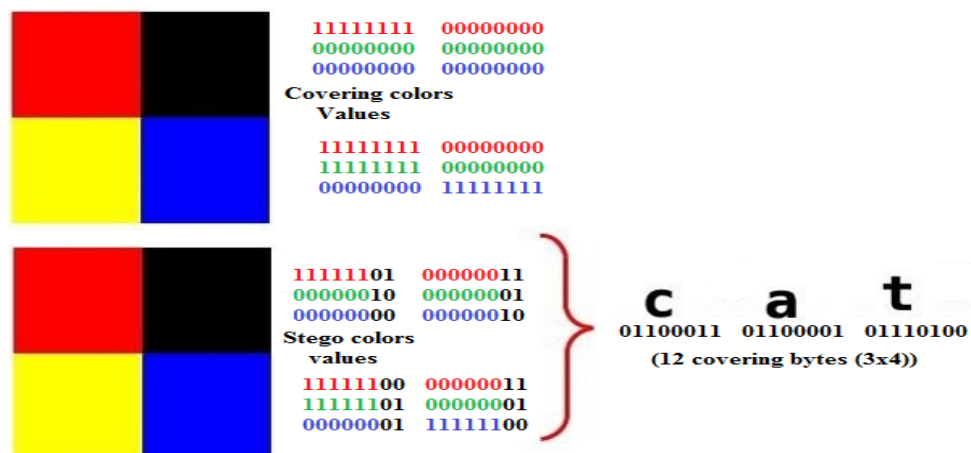 11111111 00000000
00000000 00000000
00000000 00000000
Covering colors
Values
11111111 00000000
11111111 00000000
00000000 11111111
11111101 00000011
00000010 00000001
00000000 00000010
Stego colors
values
11111100 00000011
11111101 00000001
00000001 11111100
c a t
01100011 01100001 01110100
(12 covering bytes (3x4))